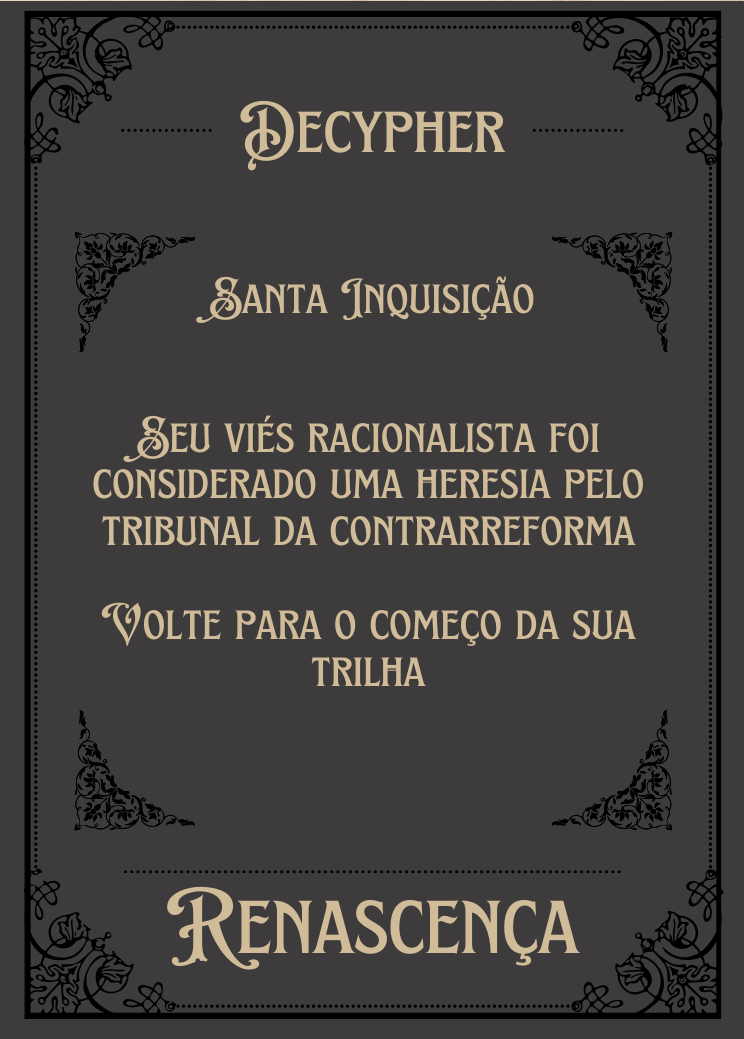 Decypher
Santa Inquisição
Seu viés racionalista foi
considerado uma heresia pelo
tribunal da contrarreforma
Volte para o começo da sua
trilha
Renascença